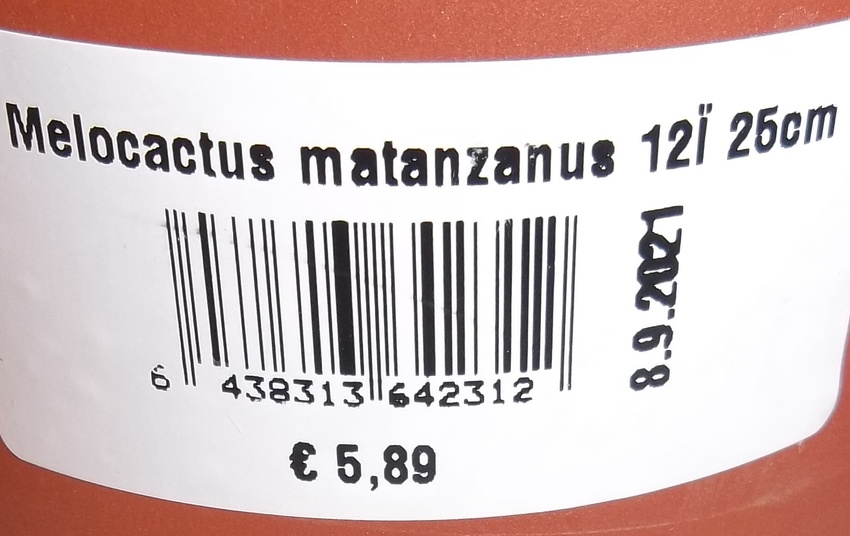 Melocactus matanzanus 12Ï 25cm
8.9.2021
6 438313 642312
€ 5,89